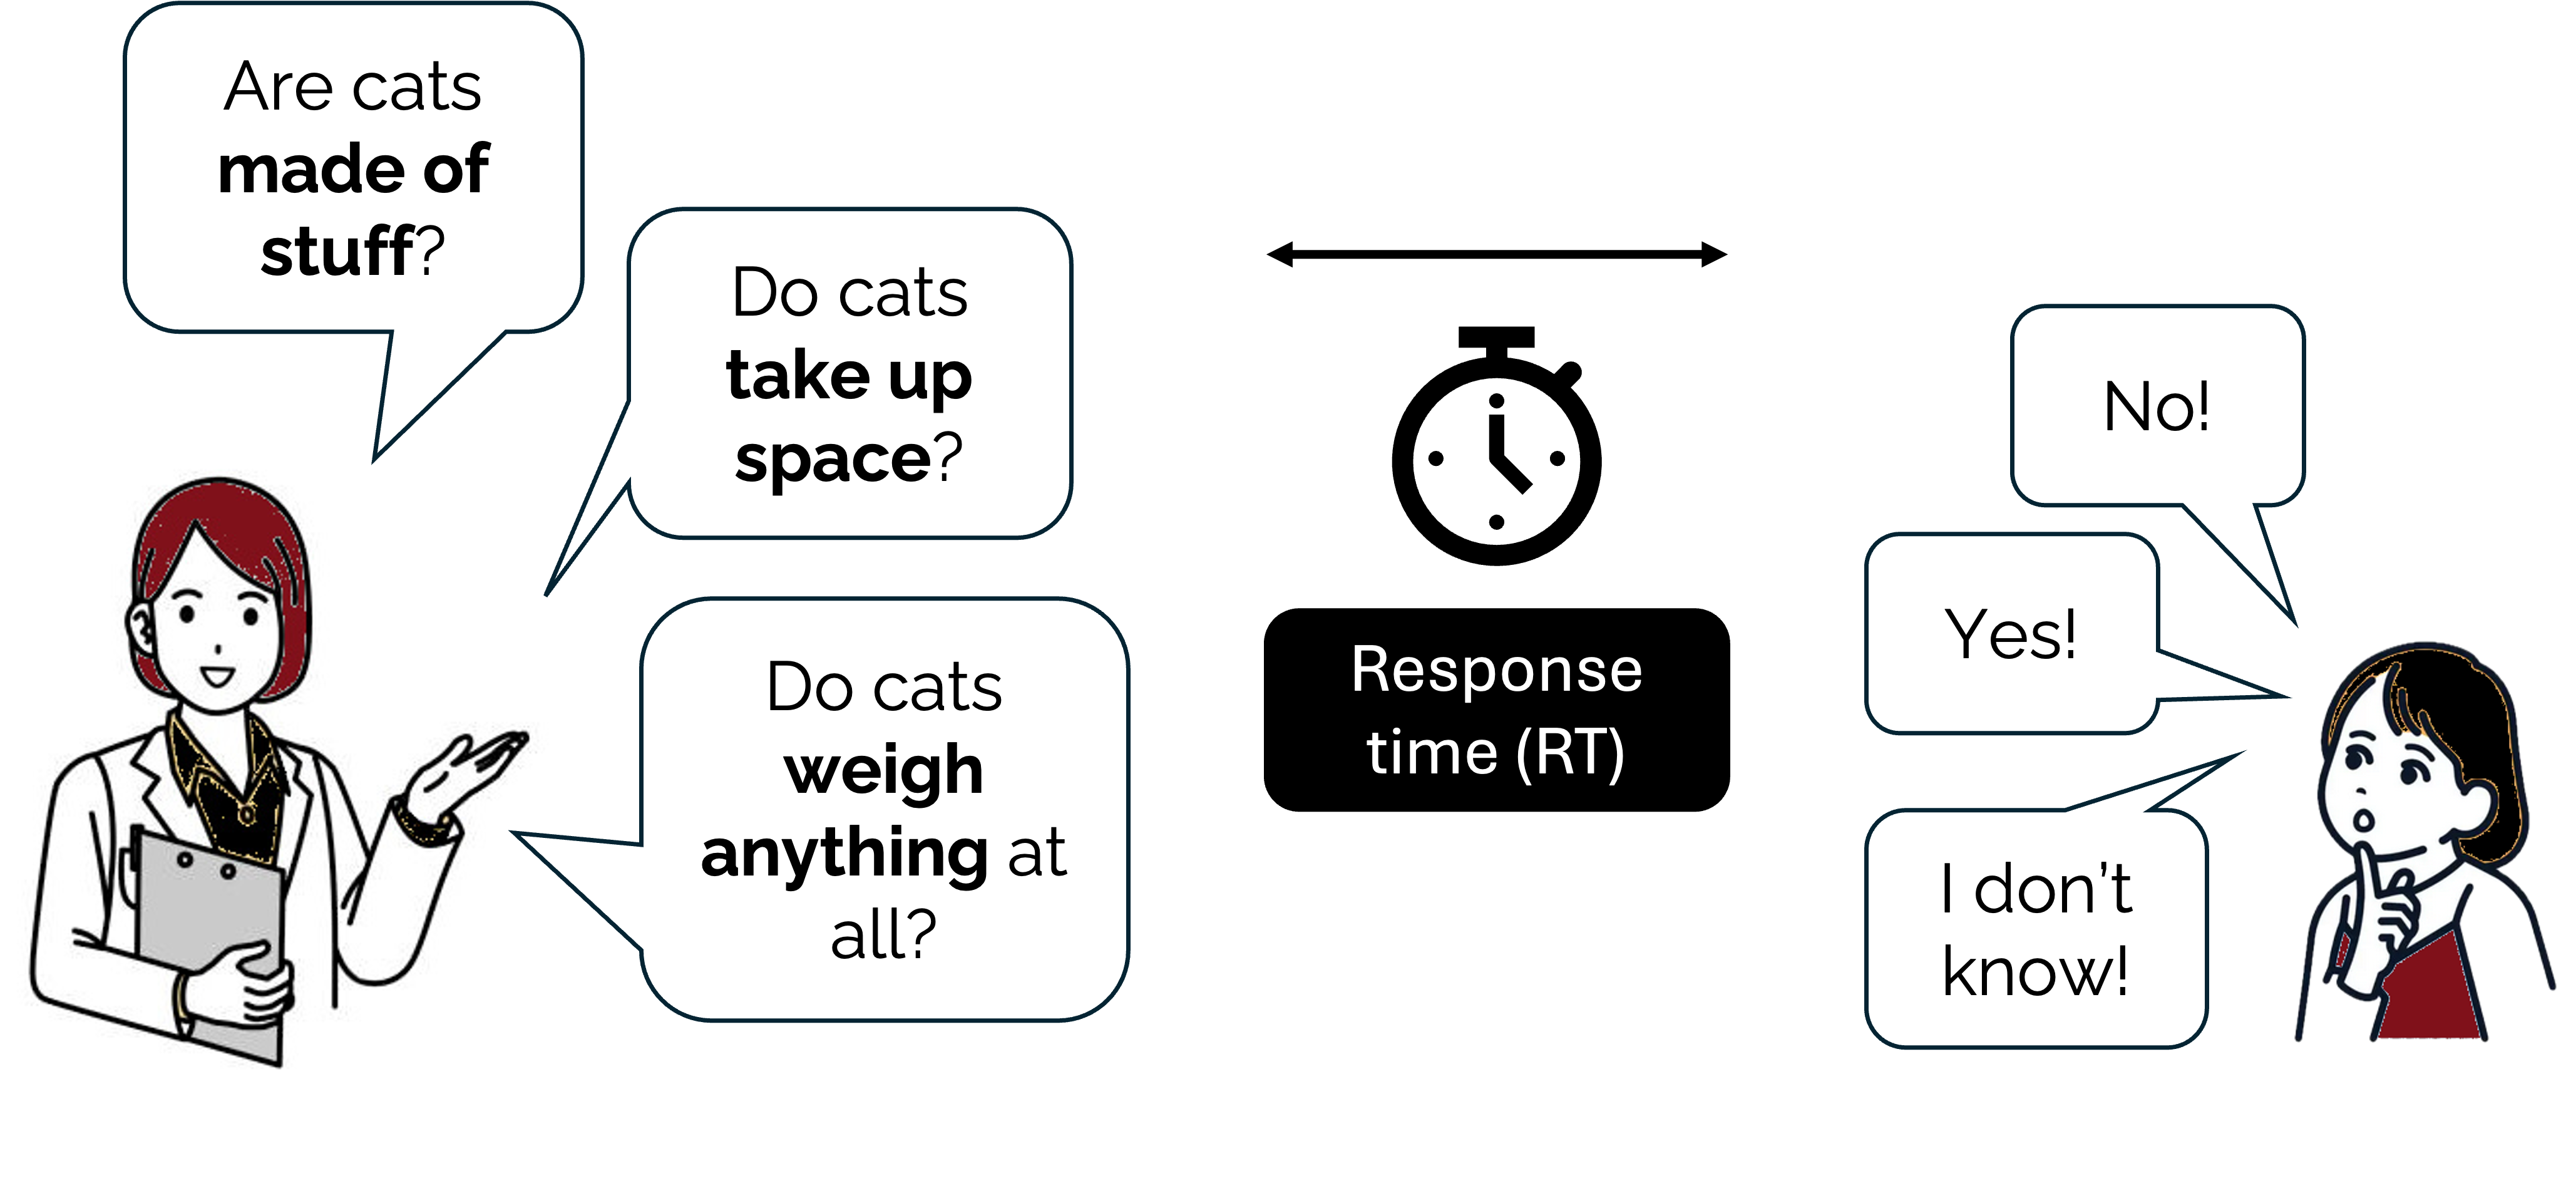 Are cats
made of
stuff?
Do cats
take up
space?
Do cats
weigh
anything at
all?
Response
time (RT)
No!
Yes!
I don’t
know!